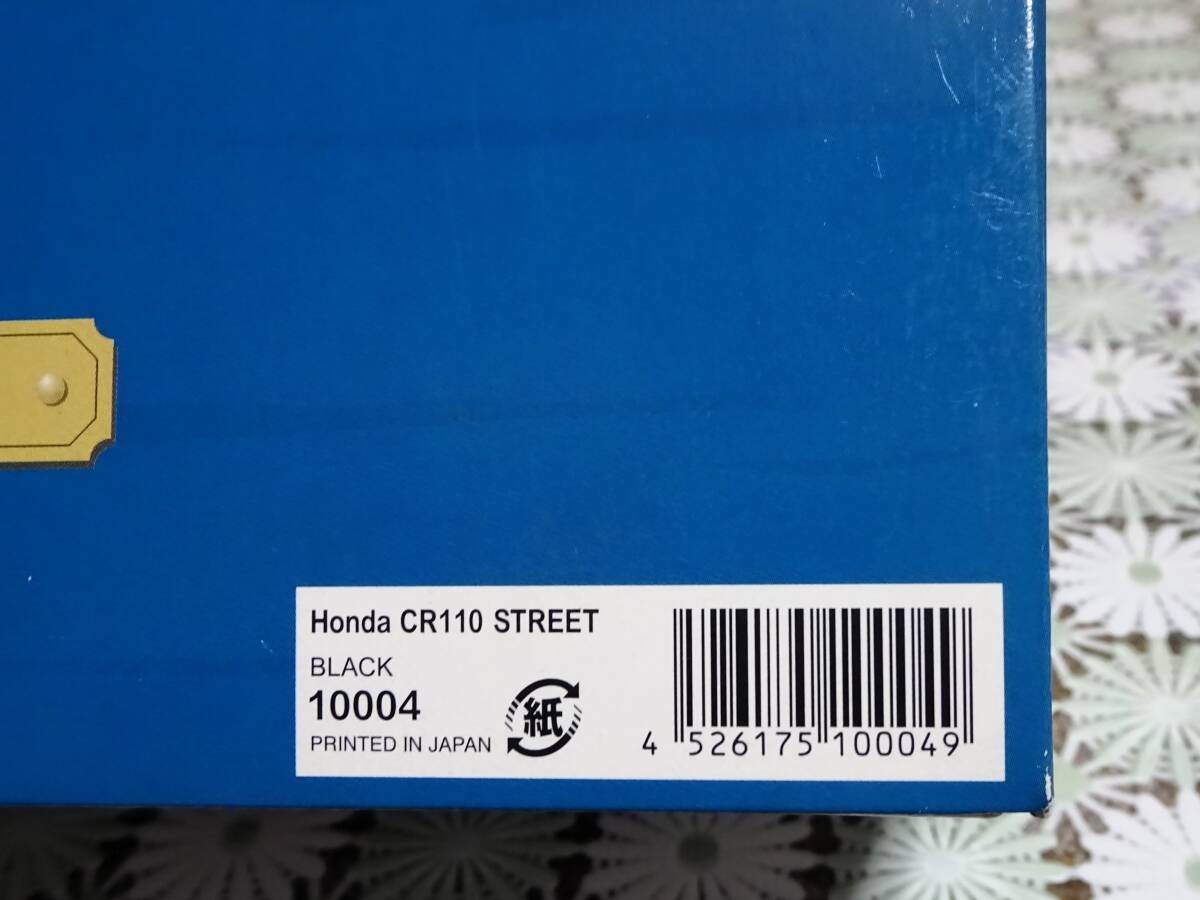 Honda CR110 STREET
BLACK
10004
PRINTED IN JAPAN
紙
4 526175 100049